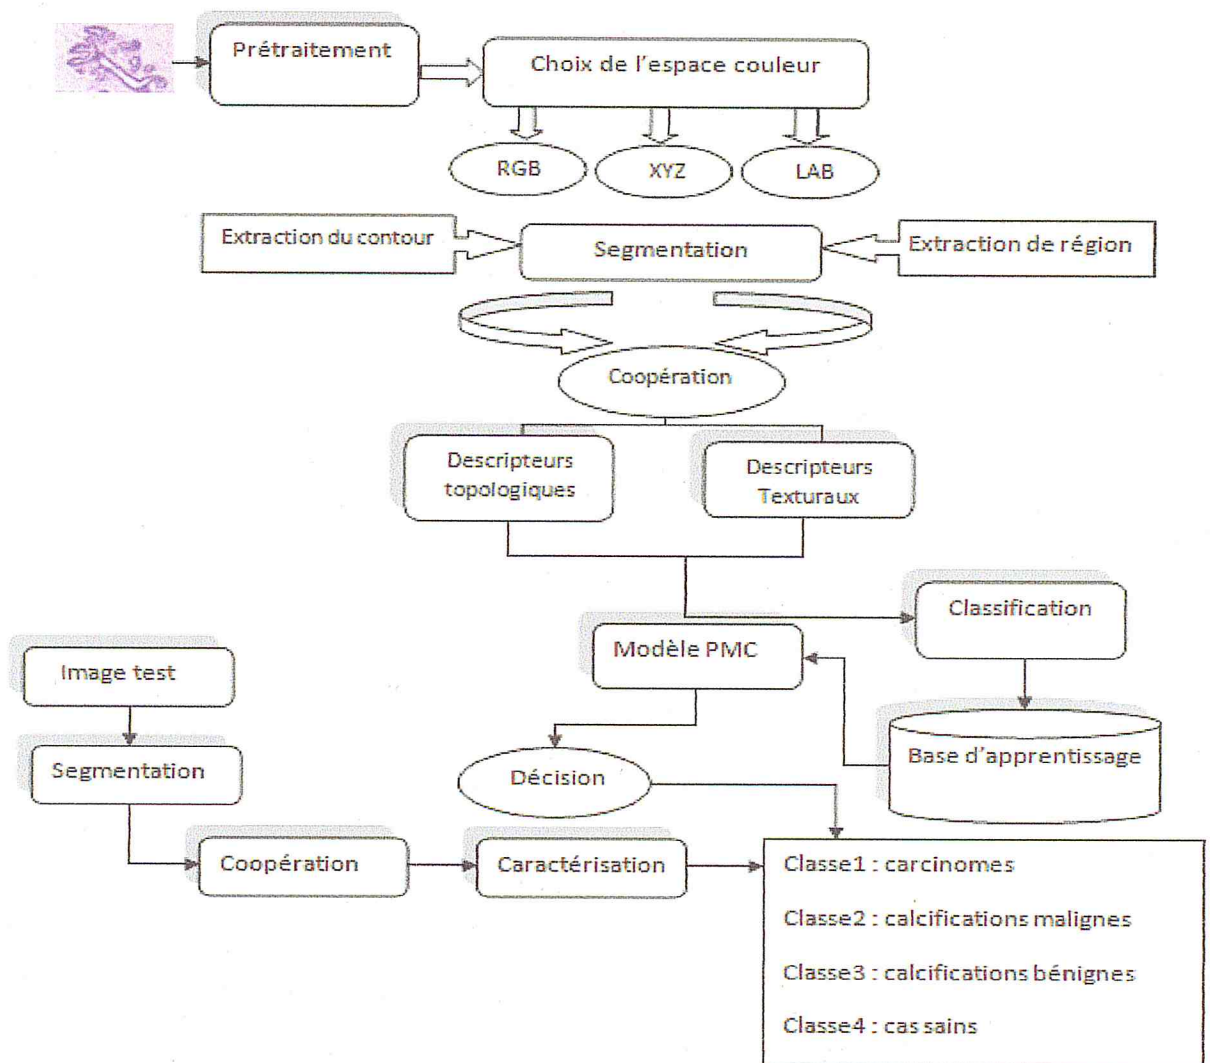 Prétraitement
Choix de l'espace couleur
RGB
XYZ
LAB
Extraction du contour
Segmentation
Extraction de région
Coopération
Descripteurs
topologiques
Descripteurs
Texturaux
Classification
Modèle PMC
Image test
Base d'apprentissage
Segmentation
Décision
Coopération
Caractérisation
Classe1 : carcinomes
Classe2 : calcifications malignes
Classe3 : calcifications bénignes
Classe4 : cas sains